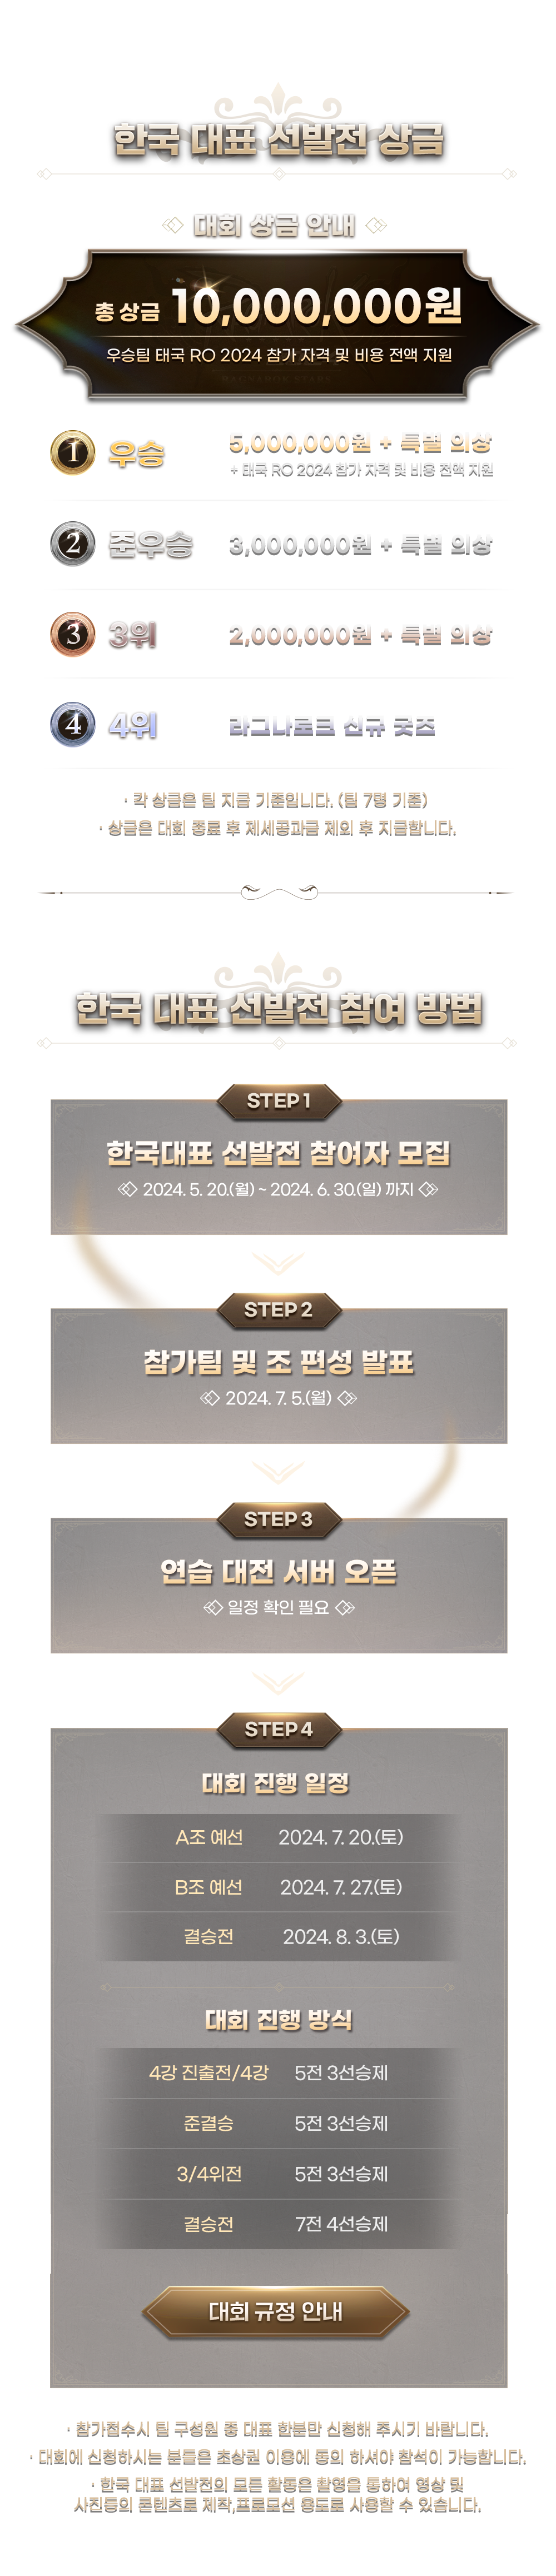 한국 대표 선발전 상금
대회 상금 안내
총 상금 10,000,000원
우승팀 태국 RO 2024 참가 자격 및 비용 전액 지원
1 우승 5,000,000원 + 특별 의상
+ 태국 RO 2024 참가 자격 및 비용 전액 지원
2 준우승 3,000,000원 + 특별 의상
3 3위 2,000,000원 + 특별 의상
4 4위 라그나로크 신규 굿즈
· 각 상금은 팀 지급 기준입니다. (팀 7명 기준)
· 상금은 대회 종료 후 제세공과금 제외 후 지급합니다.
한국 대표 선발전 참여 방법
STEP 1
한국대표 선발전 참여자 모집
2024. 5. 20.(월) ~ 2024. 6. 30.(일) 까지
STEP 2
참가팀 및 조 편성 발표
2024. 7. 5.(월)
STEP 3
연습 대전 서버 오픈
일정 확인 필요
STEP 4
대회 진행 일정
A조 예선 2024. 7. 20.(토)
B조 예선 2024. 7. 27.(토)
결승전 2024. 8. 3.(토)
대회 진행 방식
4강 진출전/4강 5전 3선승제
준결승 5전 3선승제
3/4위전 5전 3선승제
결승전 7전 4선승제
대회 규정 안내
· 참가접수시 팀 구성원 중 대표 한분만 신청해 주시기 바랍니다.
· 대회에 신청하시는 분들은 초상권 이용에 동의 하셔야 참석이 가능합니다.
· 한국 대표 선발전의 모든 활동은 촬영을 통하여 영상 및
사진등의 콘텐츠로 제작,프로모션 용도로 사용할 수 있습니다.